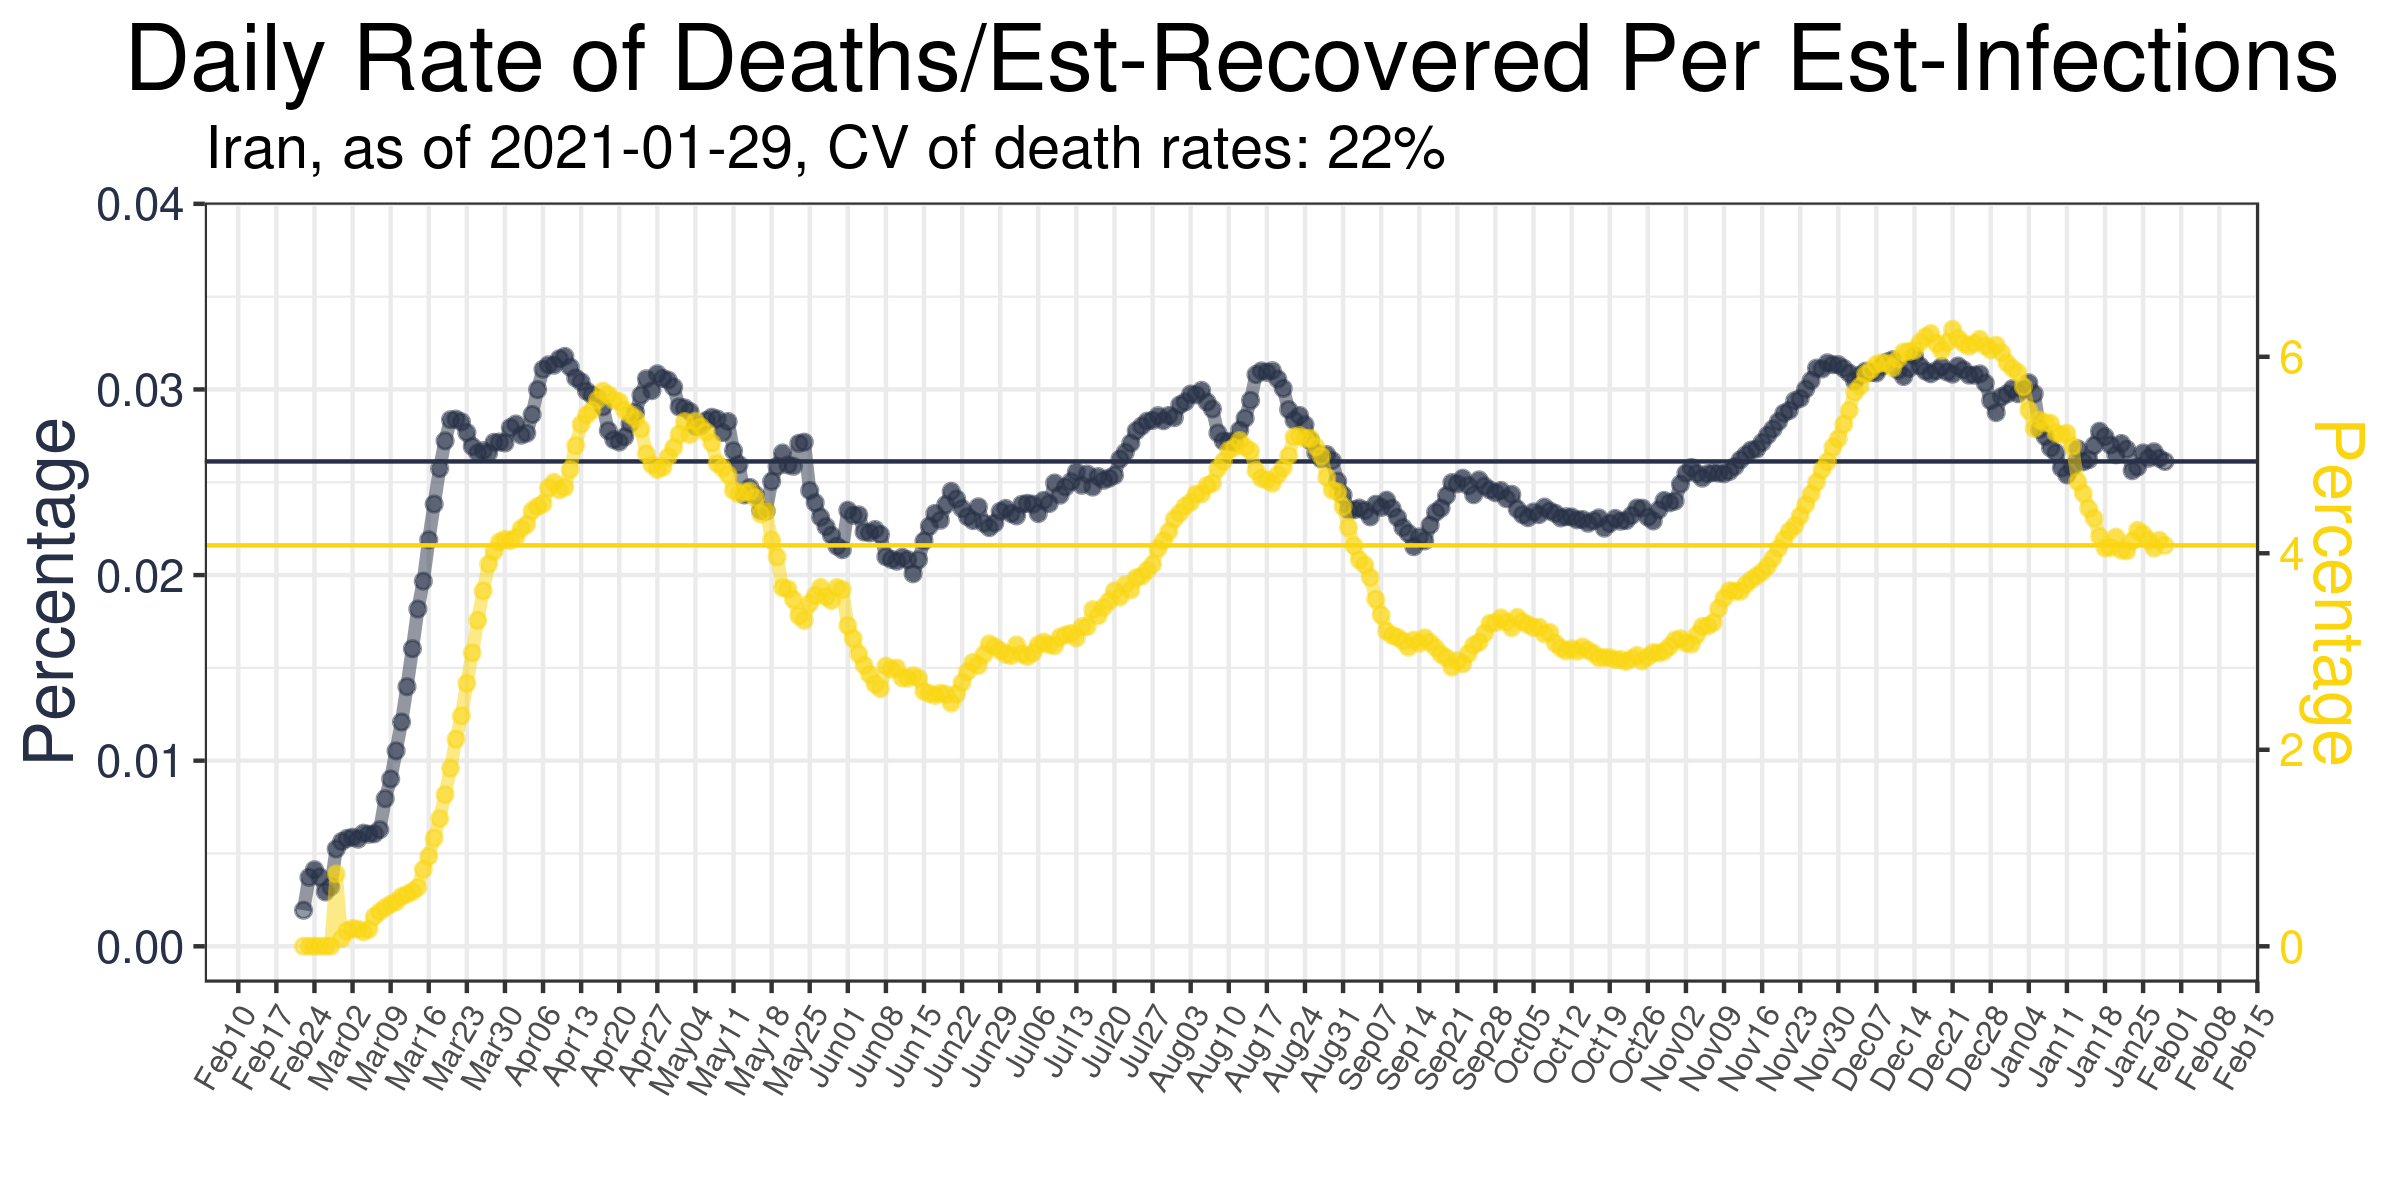 Daily Rate of Deaths/Est-Recovered Per Est-Infections
Iran, as of 2021-01-29, CV of death rates: 22%
Percentage
0.04
0.03
0.02
0.01
0.00
6
4
2
0
Percentage
Feb10
Feb17
Feb24
Mar02
Mar09
Mar16
Mar23
Mar30
Apr06
Apr13
Apr20
Apr27
May04
May11
May18
May25
Jun01
Jun08
Jun15
Jun22
Jun29
Jul06
Jul13
Jul20
Jul27
Aug03
Aug10
Aug17
Aug24
Aug31
Sep07
Sep14
Sep21
Sep28
Oct05
Oct12
Oct19
Oct26
Nov02
Nov09
Nov16
Nov23
Nov30
Dec07
Dec14
Dec21
Dec28
Jan04
Jan11
Jan18
Jan25
Feb01
Feb08
Feb15